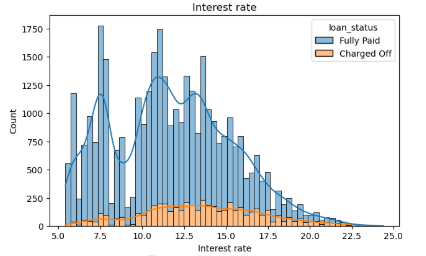 Interest rate
loan_status
Fully Paid
Charged Off
Count
1750
1500
1250
1000
750
500
250
0
5.0 7.5 10.0 12.5 15.0 17.5 20.0 22.5 25.0
Interest rate